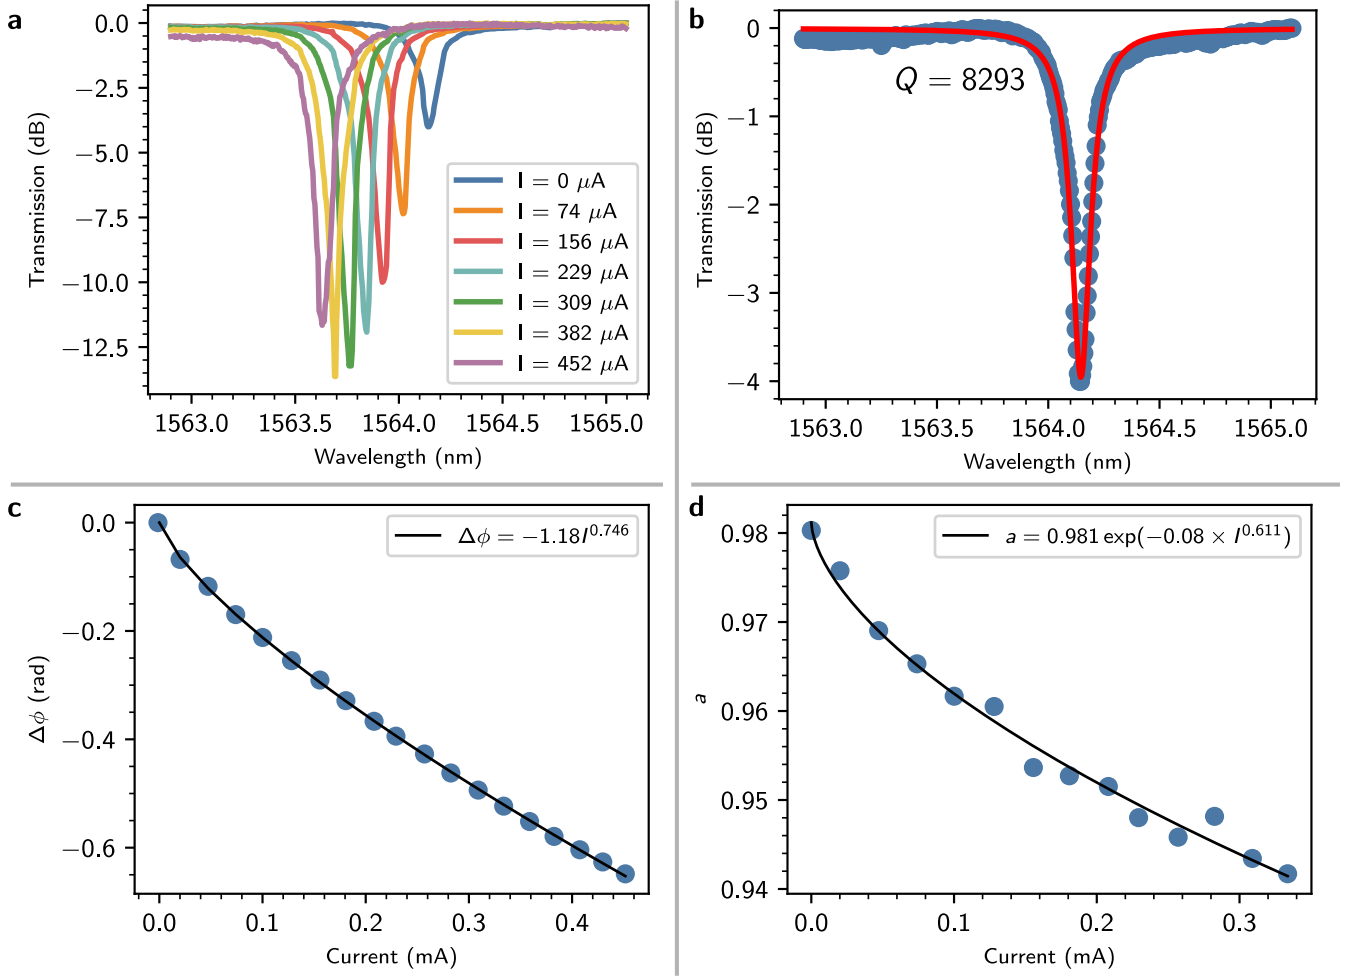 a
0.0
−2.5
−5.0
−7.5
−10.0
−12.5
Transmission (dB)
I = 0 μA
I = 74 μA
I = 156 μA
I = 229 μA
I = 309 μA
I = 382 μA
I = 452 μA
1563.0 1563.5 1564.0 1564.5 1565.0
Wavelength (nm)
b
0
−1
−2
−3
−4
Transmission (dB)
Q = 8293
1563.0 1563.5 1564.0 1564.5 1565.0
Wavelength (nm)
c
0.0
−0.2
−0.4
−0.6
Δϕ (rad)
Δϕ = −1.18I^0.746
0.0 0.1 0.2 0.3 0.4
Current (mA)
d
0.98
0.97
0.96
0.95
0.94
a
a = 0.981 exp(−0.08 × I^0.611)
0.0 0.1 0.2 0.3
Current (mA)